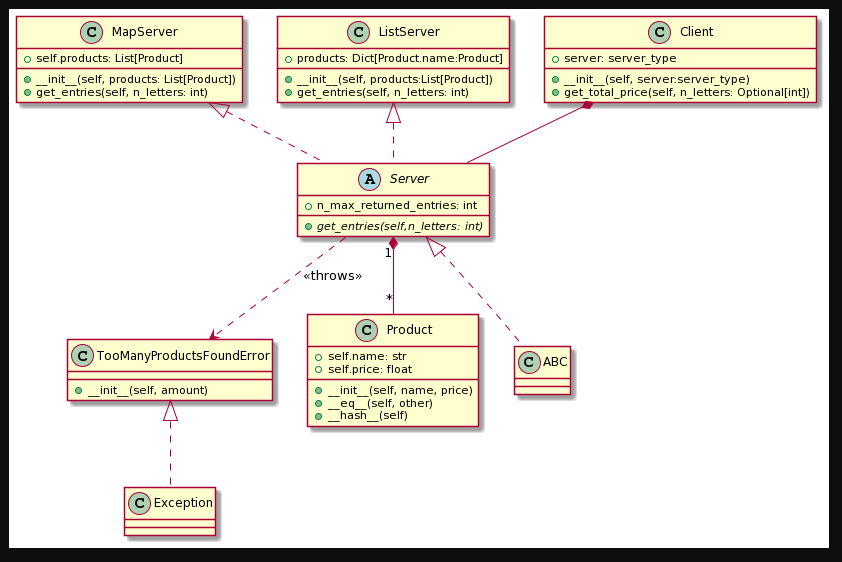 C MapServer
self.products: List[Product]
__init__(self, products: List[Product])
get_entries(self, n_letters: int)
C ListServer
products: Dict[Product.name:Product]
__init__(self, products:List[Product])
get_entries(self, n_letters: int)
C Client
server: server_type
__init__(self, server:server_type)
get_total_price(self, n_letters: Optional[int])
A Server
n_max_returned_entries: int
get_entries(self,n_letters: int)
1
«throws»
*
C TooManyProductsFoundError
__init__(self, amount)
C Product
self.name: str
self.price: float
__init__(self, name, price)
__eq__(self, other)
__hash__(self)
C ABC
C Exception